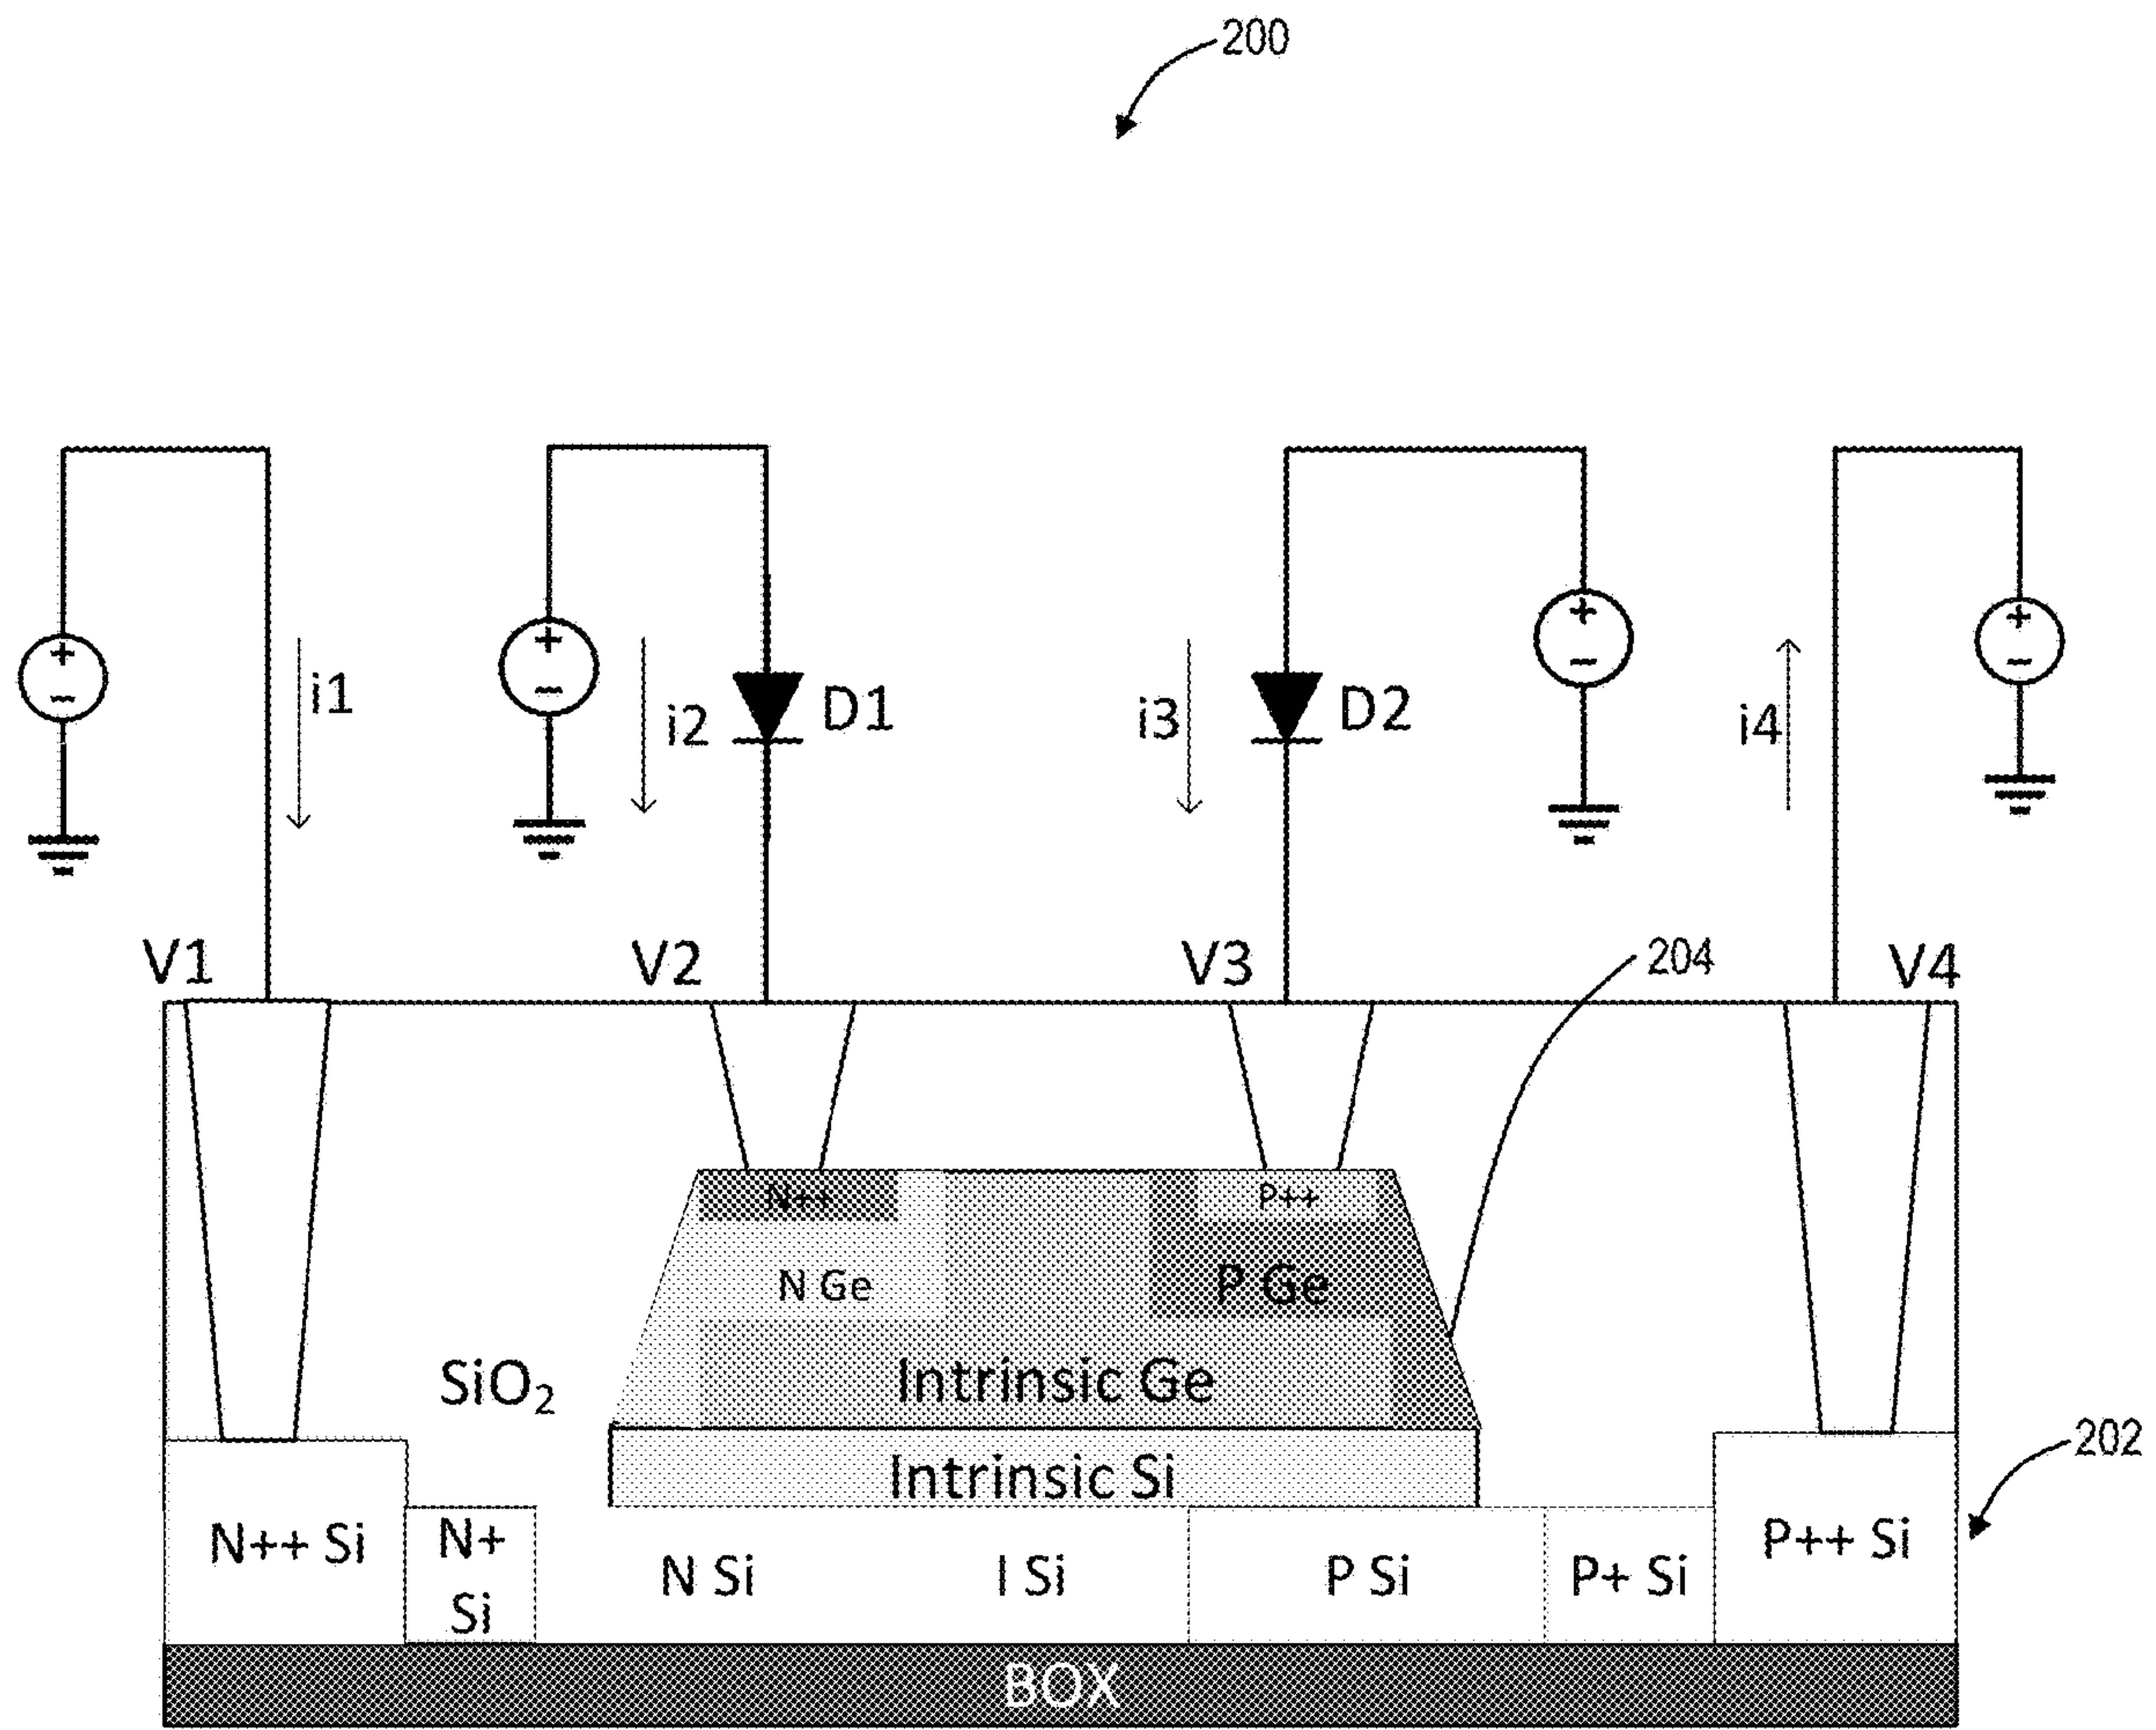 200
+
−
i1
+
−
i2
D1
i3
D2
+
−
i4
+
−
V1
V2
V3
204
V4
N++
P++
N Ge
P Ge
SiO₂
Intrinsic Ge
Intrinsic Si
202
N++ Si
N+
Si
N Si
I Si
P Si
P+ Si
P++ Si
BOX